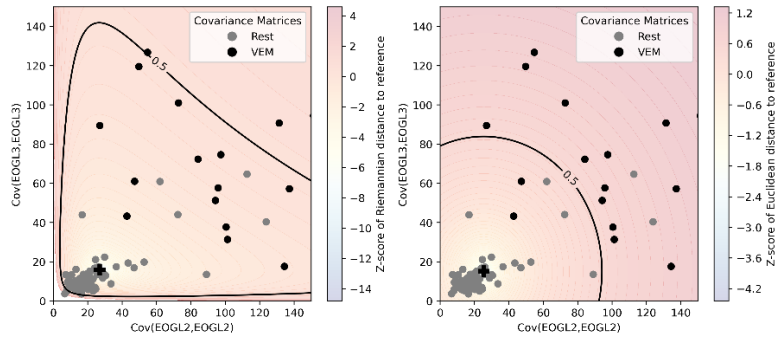 Covariance Matrices
Rest
VEM
0.5
Cov(EOGL3,EOGL3)
140
120
100
80
60
40
20
0
0 20 40 60 80 100 120 140
Cov(EOGL2,EOGL2)
4
2
0
−2
−4
−6
−8
−10
−12
−14
Z-score of Riemannian distance to reference
Covariance Matrices
Rest
VEM
0.5
Cov(EOGL3,EOGL3)
140
120
100
80
60
40
20
0
0 20 40 60 80 100 120 140
Cov(EOGL2,EOGL2)
1.2
0.6
0.0
−0.6
−1.2
−1.8
−2.4
−3.0
−3.6
−4.2
Z-score of Euclidean distance to reference